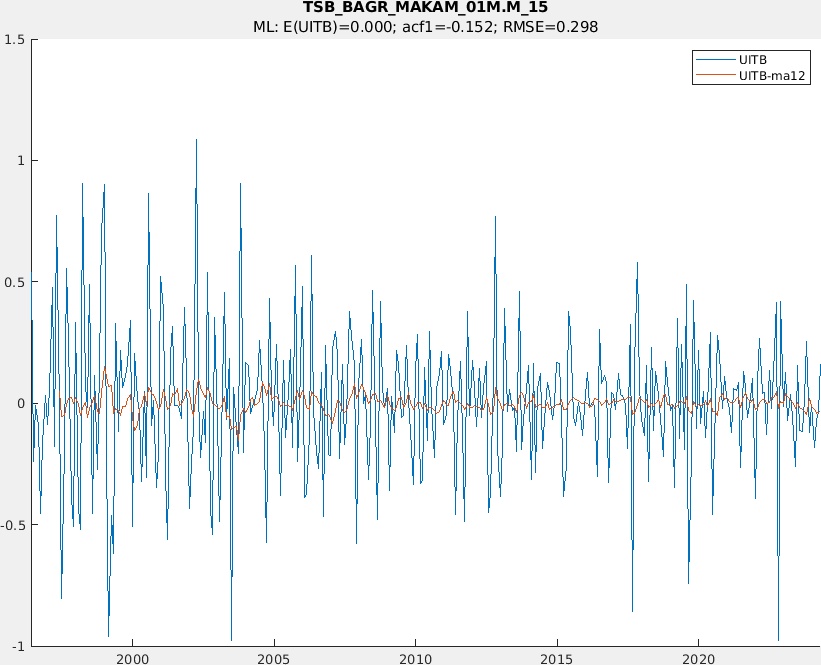 TSB_BAGR_MAKAM_01M.M_15
ML: E(UITB)=0.000; acf1=-0.152; RMSE=0.298
1.5
UITB
UITB-ma12
1
0.5
0
-0.5
-1
2000
2005
2010
2015
2020